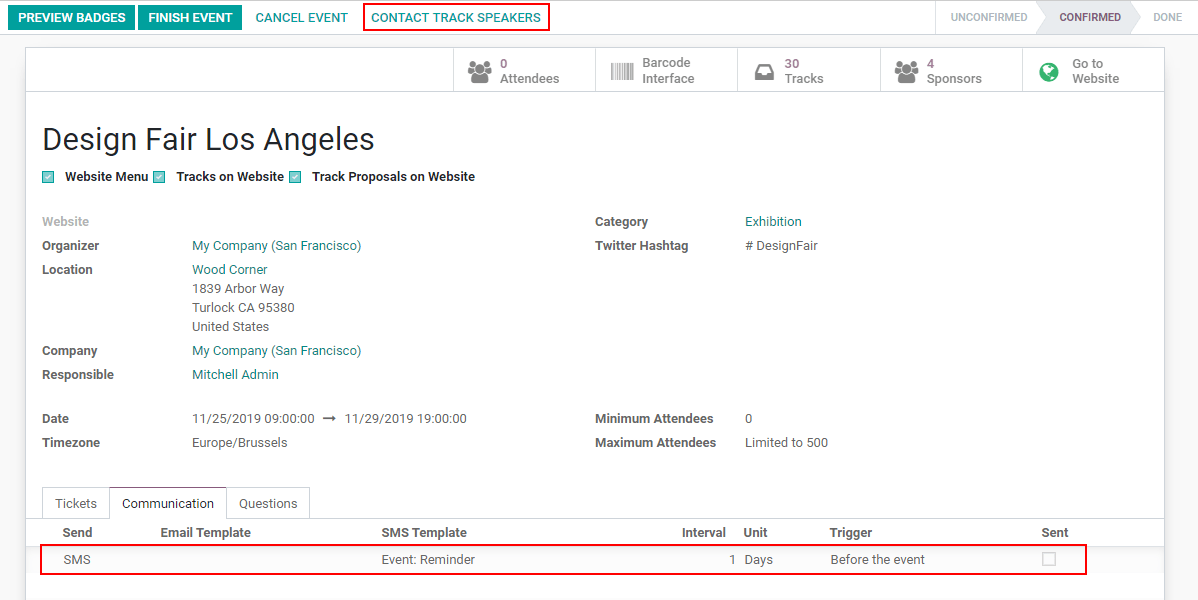 PREVIEW BADGES FINISH EVENT CANCEL EVENT CONTACT TRACK SPEAKERS UNCONFIRMED CONFIRMED DONE
0 Attendees
Barcode Interface
30 Tracks
4 Sponsors
Go to Website
Design Fair Los Angeles
Website Menu Tracks on Website Track Proposals on Website
Website
Organizer My Company (San Francisco)
Location Wood Corner
1839 Arbor Way
Turlock CA 95380
United States
Company My Company (San Francisco)
Responsible Mitchell Admin
Category Exhibition
Twitter Hashtag # DesignFair
Date 11/25/2019 09:00:00 → 11/29/2019 19:00:00
Timezone Europe/Brussels
Minimum Attendees 0
Maximum Attendees Limited to 500
Tickets Communication Questions
Send Email Template SMS Template Interval Unit Trigger Sent
SMS Event: Reminder 1 Days Before the event